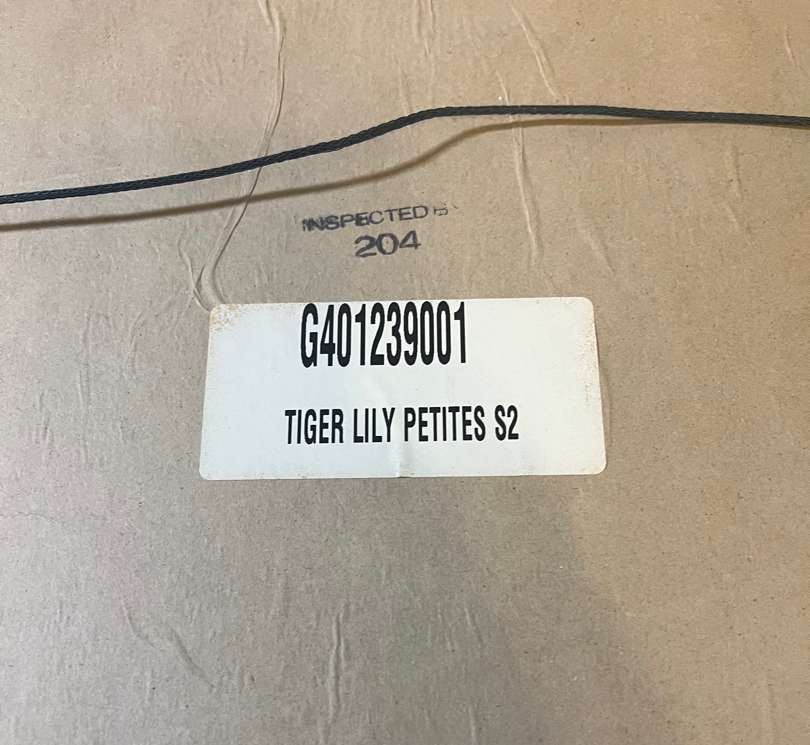 INSPECTED B
204
G401239001
TIGER LILY PETITES S2